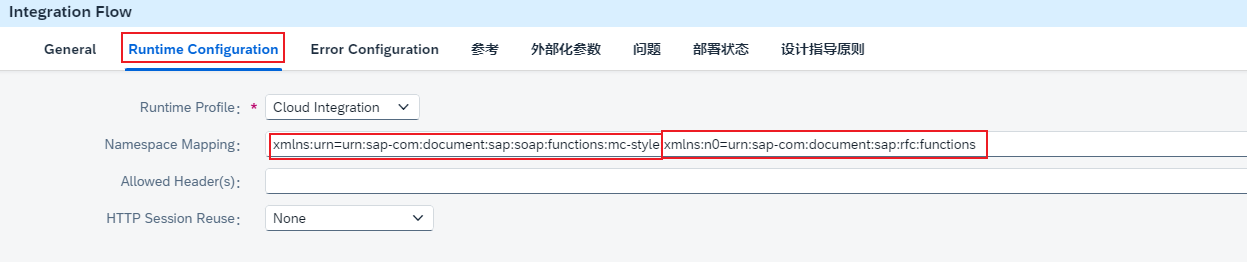 Integration Flow
General Runtime Configuration Error Configuration 参考 外部化参数 问题 部署状态 设计指导原则
Runtime Profile: * Cloud Integration
Namespace Mapping: xmlns:urn=urn:sap-com:document:sap:soap:functions:mc-style xmlns:n0=urn:sap-com:document:sap:rfc:functions
Allowed Header(s):
HTTP Session Reuse: None